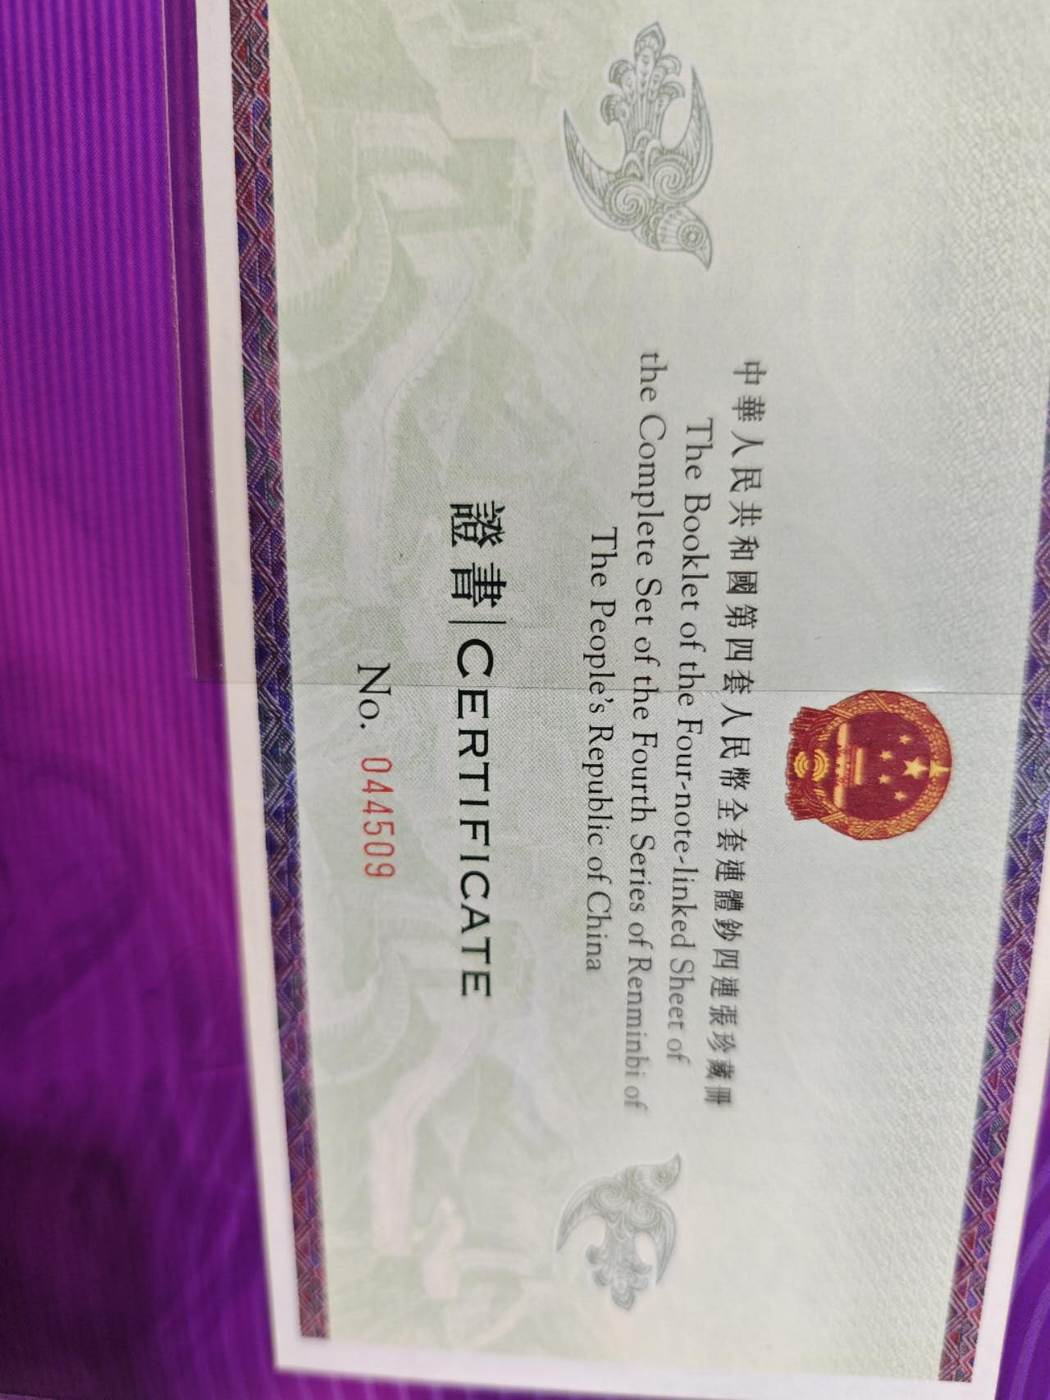 中華人民共和國第四套人民幣全套連體鈔四連張珍藏冊
The Booklet of the Four-note-linked Sheet of
the Complete Set of the Fourth Series of Renminbi of
The People's Republic of China
證書|CERTIFICATE
No. 044509